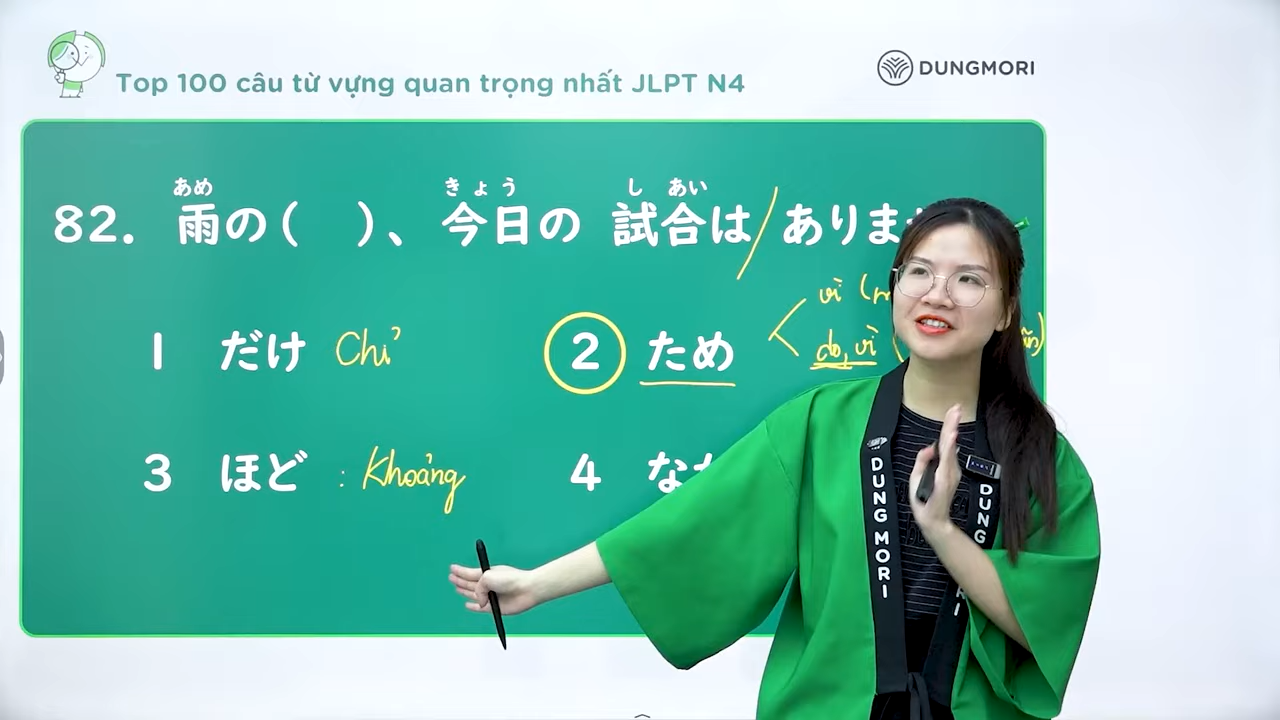 Top 100 câu từ vựng quan trọng nhất JLPT N4
DUNGMORI
あめ きょう し あい
82. 雨の( )、今日の 試合は/ありま
1 だけ Chỉ
2 ため
vì
do, vì
3 ほど : Khoảng
4
DUNG MORI
DUNG
RI